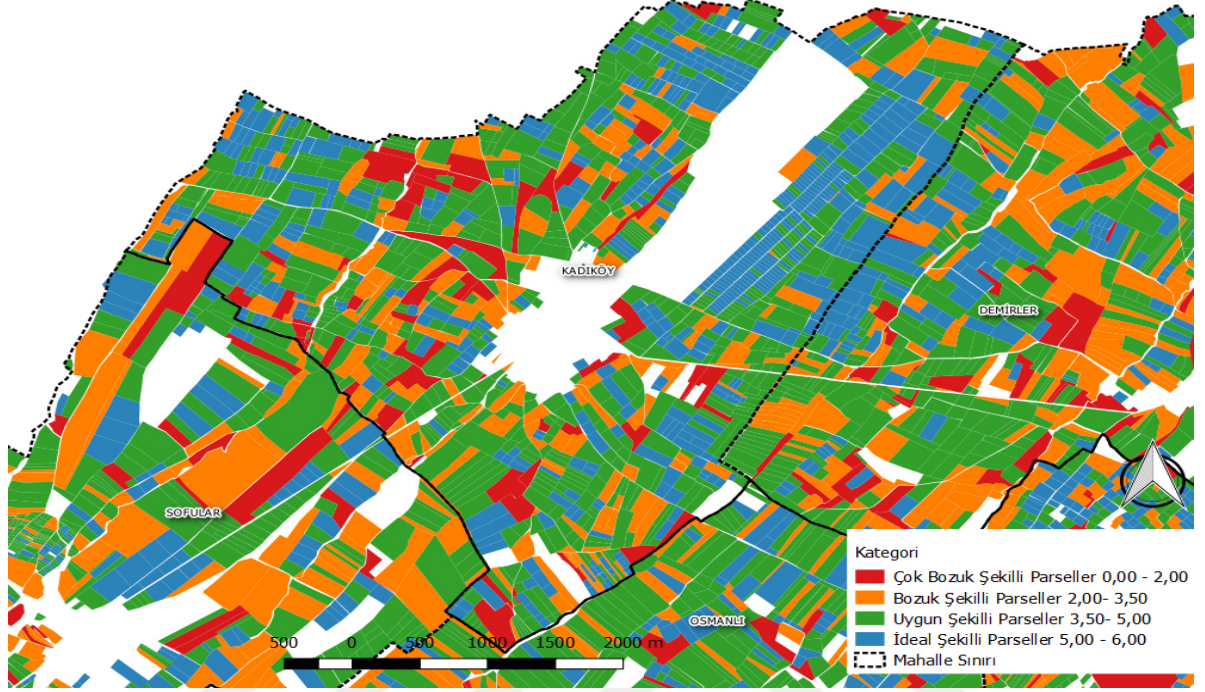 KADIKÖY
DEMİRLER
SOFULAR
OSMANLI
500 0 500 1000 1500 2000 m
Kategori
Çok Bozuk Şekilli Parseller 0,00 - 2,00
Bozuk Şekilli Parseller 2,00- 3,50
Uygun Şekilli Parseller 3,50- 5,00
İdeal Şekilli Parseller 5,00 - 6,00
Mahalle Sınırı